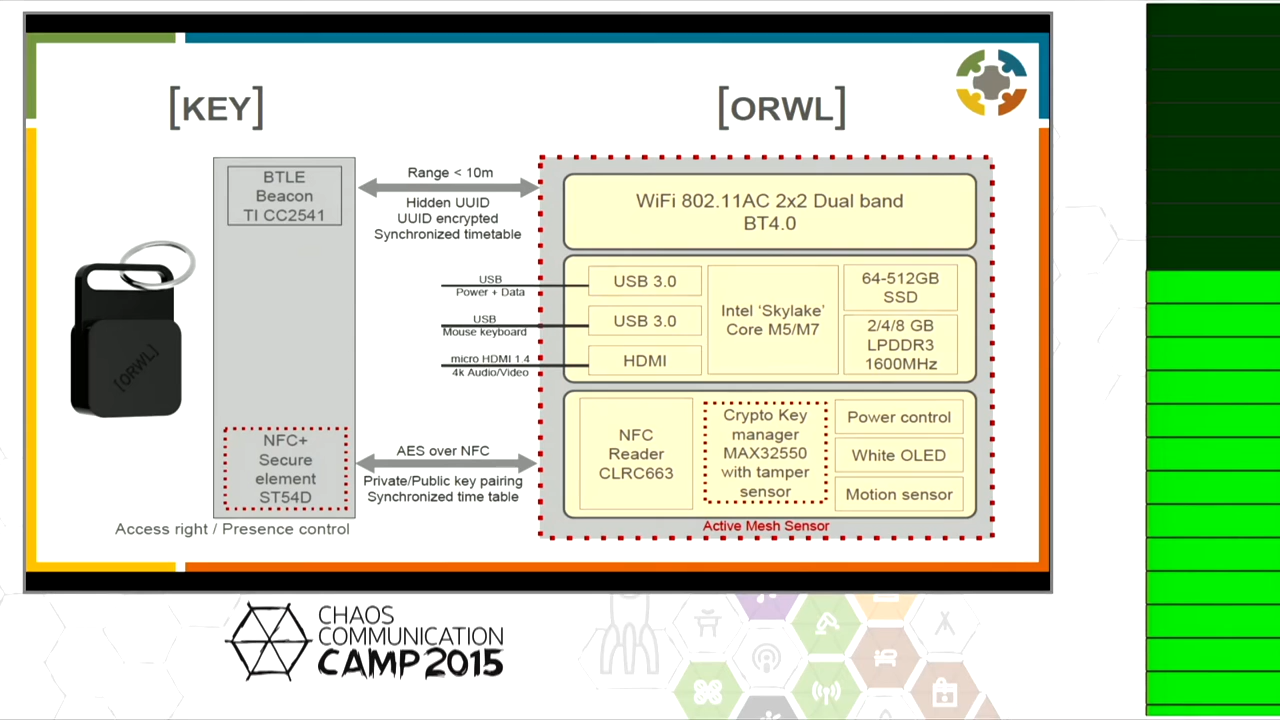 [KEY]
[ORWL]
BTLE
Beacon
TI CC2541
Range < 10m
Hidden UUID
UUID encrypted
Synchronized timetable
WiFi 802.11AC 2x2 Dual band
BT4.0
USB
Power + Data
USB
Mouse keyboard
micro HDMI 1.4
4k Audio/Video
USB 3.0
USB 3.0
HDMI
Intel ‘Skylake’
Core M5/M7
64-512GB
SSD
2/4/8 GB
LPDDR3
1600MHz
[ORWL]
NFC+
Secure
element
ST54D
AES over NFC
Private/Public key pairing
Synchronized time table
NFC
Reader
CLRC663
Crypto Key
manager
MAX32550
with tamper
sensor
Power control
White OLED
Motion sensor
Access right / Presence control
Active Mesh Sensor
CHAOS
COMMUNICATION
CAMP 2015